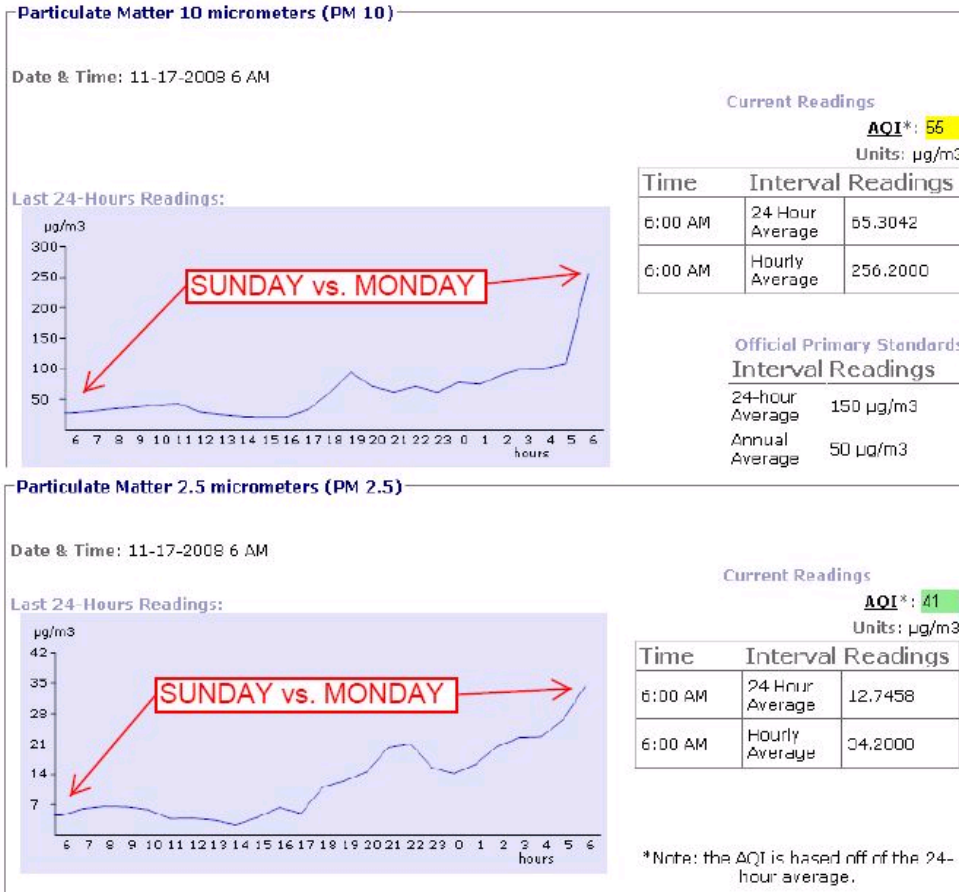 Particulate Matter 10 micrometers (PM 10)
Date & Time: 11-17-2008 6 AM
Current Readings
AQI*: 55
Units: µg/m3
Time Interval Readings
6:00 AM 24 Hour Average 65.3042
6:00 AM Hourly Average 256.2000
Last 24-Hours Readings:
µg/m3
300
250
200
150
100
50
SUNDAY vs. MONDAY
6 7 8 9 10 11 12 13 14 15 16 17 18 19 20 21 22 23 0 1 2 3 4 5 6
hours
Official Primary Standards
Interval Readings
24-hour Average 150 µg/m3
Annual Average 50 µg/m3
Particulate Matter 2.5 micrometers (PM 2.5)
Date & Time: 11-17-2008 6 AM
Current Readings
AQI*: 41
Units: µg/m3
Time Interval Readings
6:00 AM 24 Hour Average 12.7458
6:00 AM Hourly Average 34.2000
Last 24-Hours Readings:
µg/m3
42
35
29
21
14
7
SUNDAY vs. MONDAY
6 7 8 9 10 11 12 13 14 15 16 17 18 19 20 21 22 23 0 1 2 3 4 5 6
hours
*Note: the AQI is based off of the 24-
hour average.